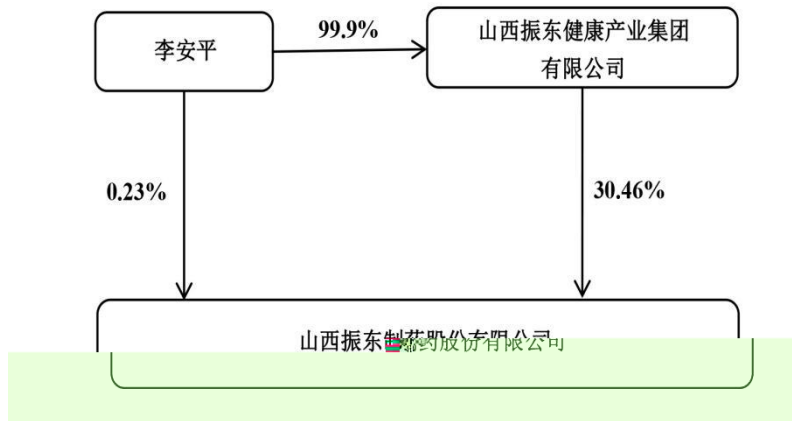 李安平
99.9%
山西振东健康产业集团
有限公司
0.23%
30.46%
山西振东制药股份有限公司